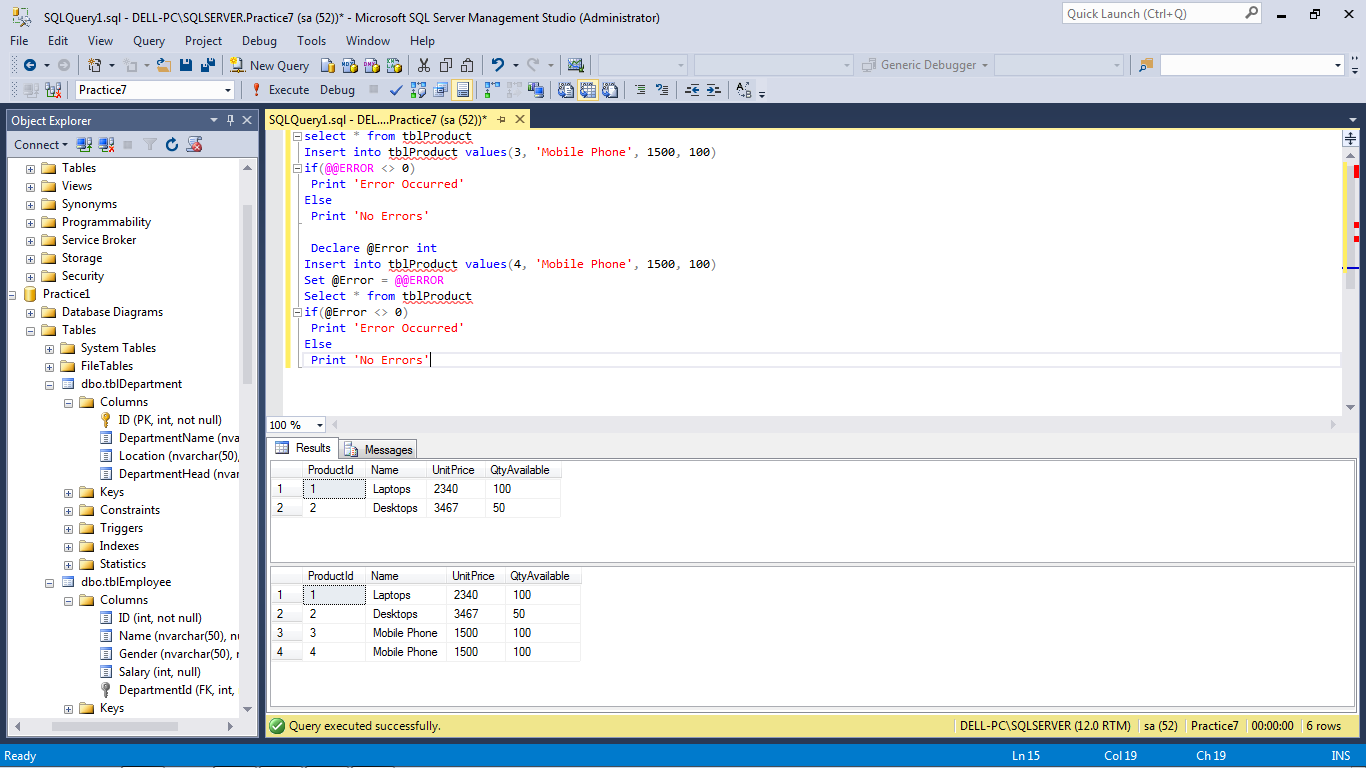 SQLQuery1.sql - DELL-PC\SQLSERVER.Practice7 (sa (52))* - Microsoft SQL Server Management Studio (Administrator)
Quick Launch (Ctrl+Q)
File Edit View Query Project Debug Tools Window Help
New Query
Generic Debugger
Practice7
Execute Debug
Object Explorer
Connect
Tables
Views
Synonyms
Programmability
Service Broker
Storage
Security
Practice1
Database Diagrams
Tables
System Tables
FileTables
dbo.tblDepartment
Columns
ID (PK, int, not null)
DepartmentName (nva
Location (nvarchar(50),
DepartmentHead (nvar
Keys
Constraints
Triggers
Indexes
Statistics
dbo.tblEmployee
Columns
ID (int, not null)
Name (nvarchar(50), nu
Gender (nvarchar(50), r
Salary (int, null)
DepartmentId (FK, int,
Keys
SQLQuery1.sql - DEL....Practice7 (sa (52))*
select * from tblProduct
Insert into tblProduct values(3, 'Mobile Phone', 1500, 100)
if(@@ERROR <> 0)
Print 'Error Occurred'
Else
Print 'No Errors'
Declare @Error int
Insert into tblProduct values(4, 'Mobile Phone', 1500, 100)
Set @Error = @@ERROR
Select * from tblProduct
if(@Error <> 0)
Print 'Error Occurred'
Else
Print 'No Errors'
100 %
Results Messages
ProductId Name UnitPrice QtyAvailable
1 1 Laptops 2340 100
2 2 Desktops 3467 50
ProductId Name UnitPrice QtyAvailable
1 1 Laptops 2340 100
2 2 Desktops 3467 50
3 3 Mobile Phone 1500 100
4 4 Mobile Phone 1500 100
Query executed successfully.
DELL-PC\SQLSERVER (12.0 RTM) sa (52) Practice7 00:00:00 6 rows
Ready Ln 15 Col 19 Ch 19 INS